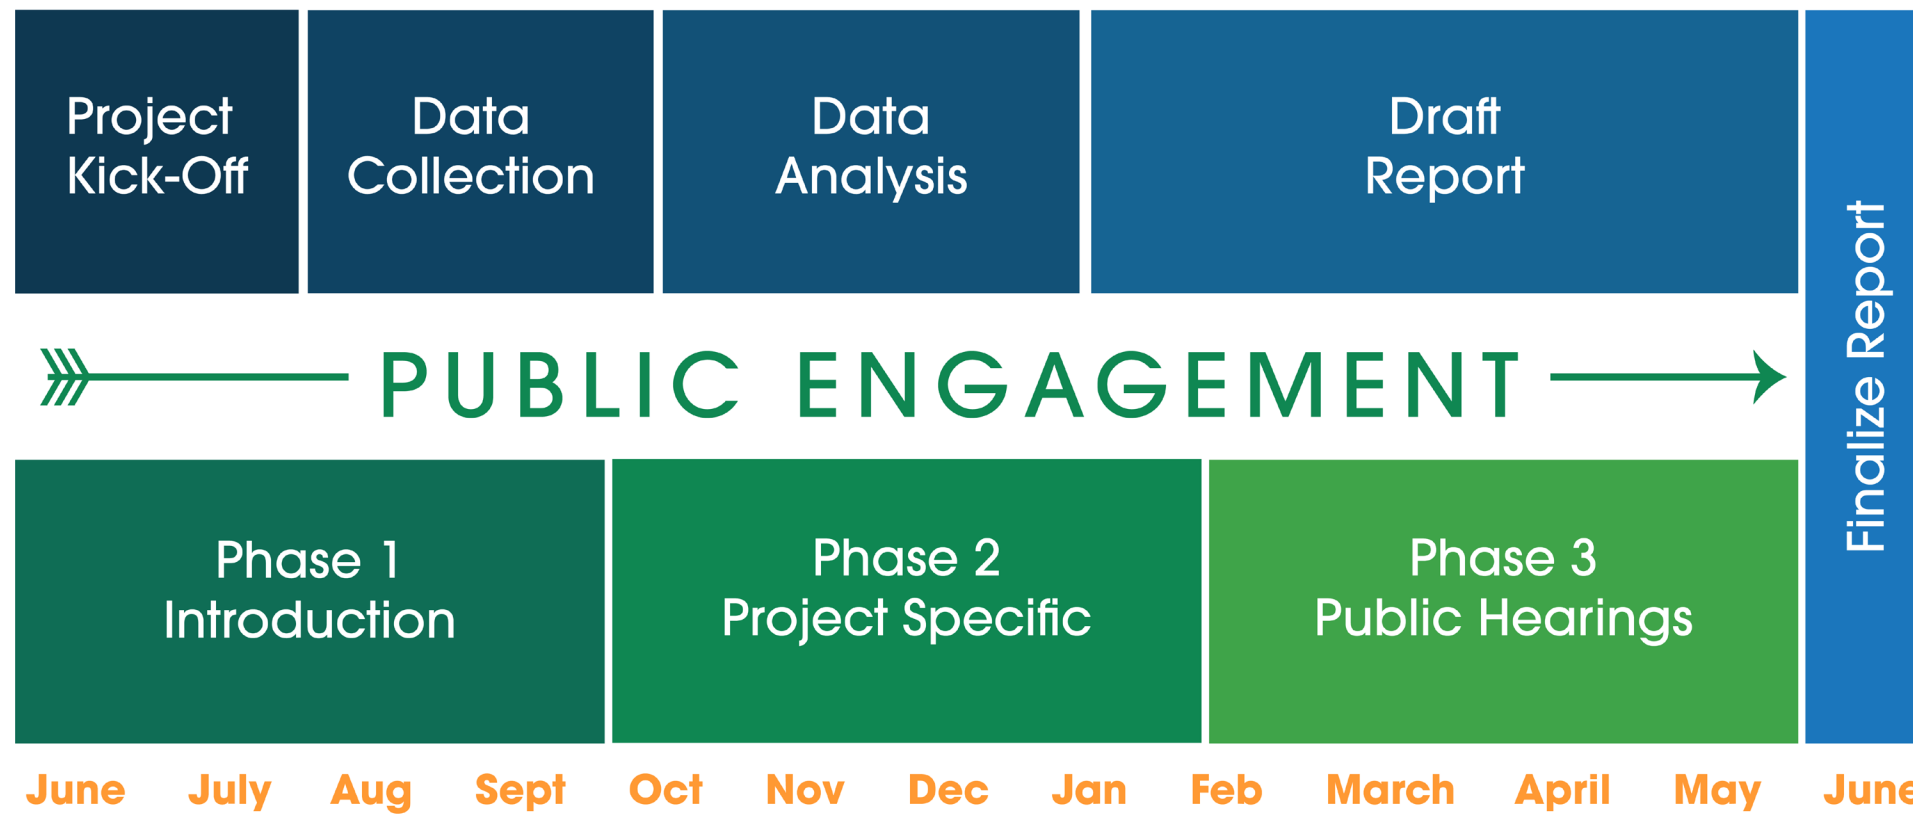 Project
Kick-Off
Data
Collection
Data
Analysis
Draft
Report
Finalize Report
PUBLIC ENGAGEMENT
Phase 1
Introduction
Phase 2
Project Specific
Phase 3
Public Hearings
June July Aug Sept Oct Nov Dec Jan Feb March April May June